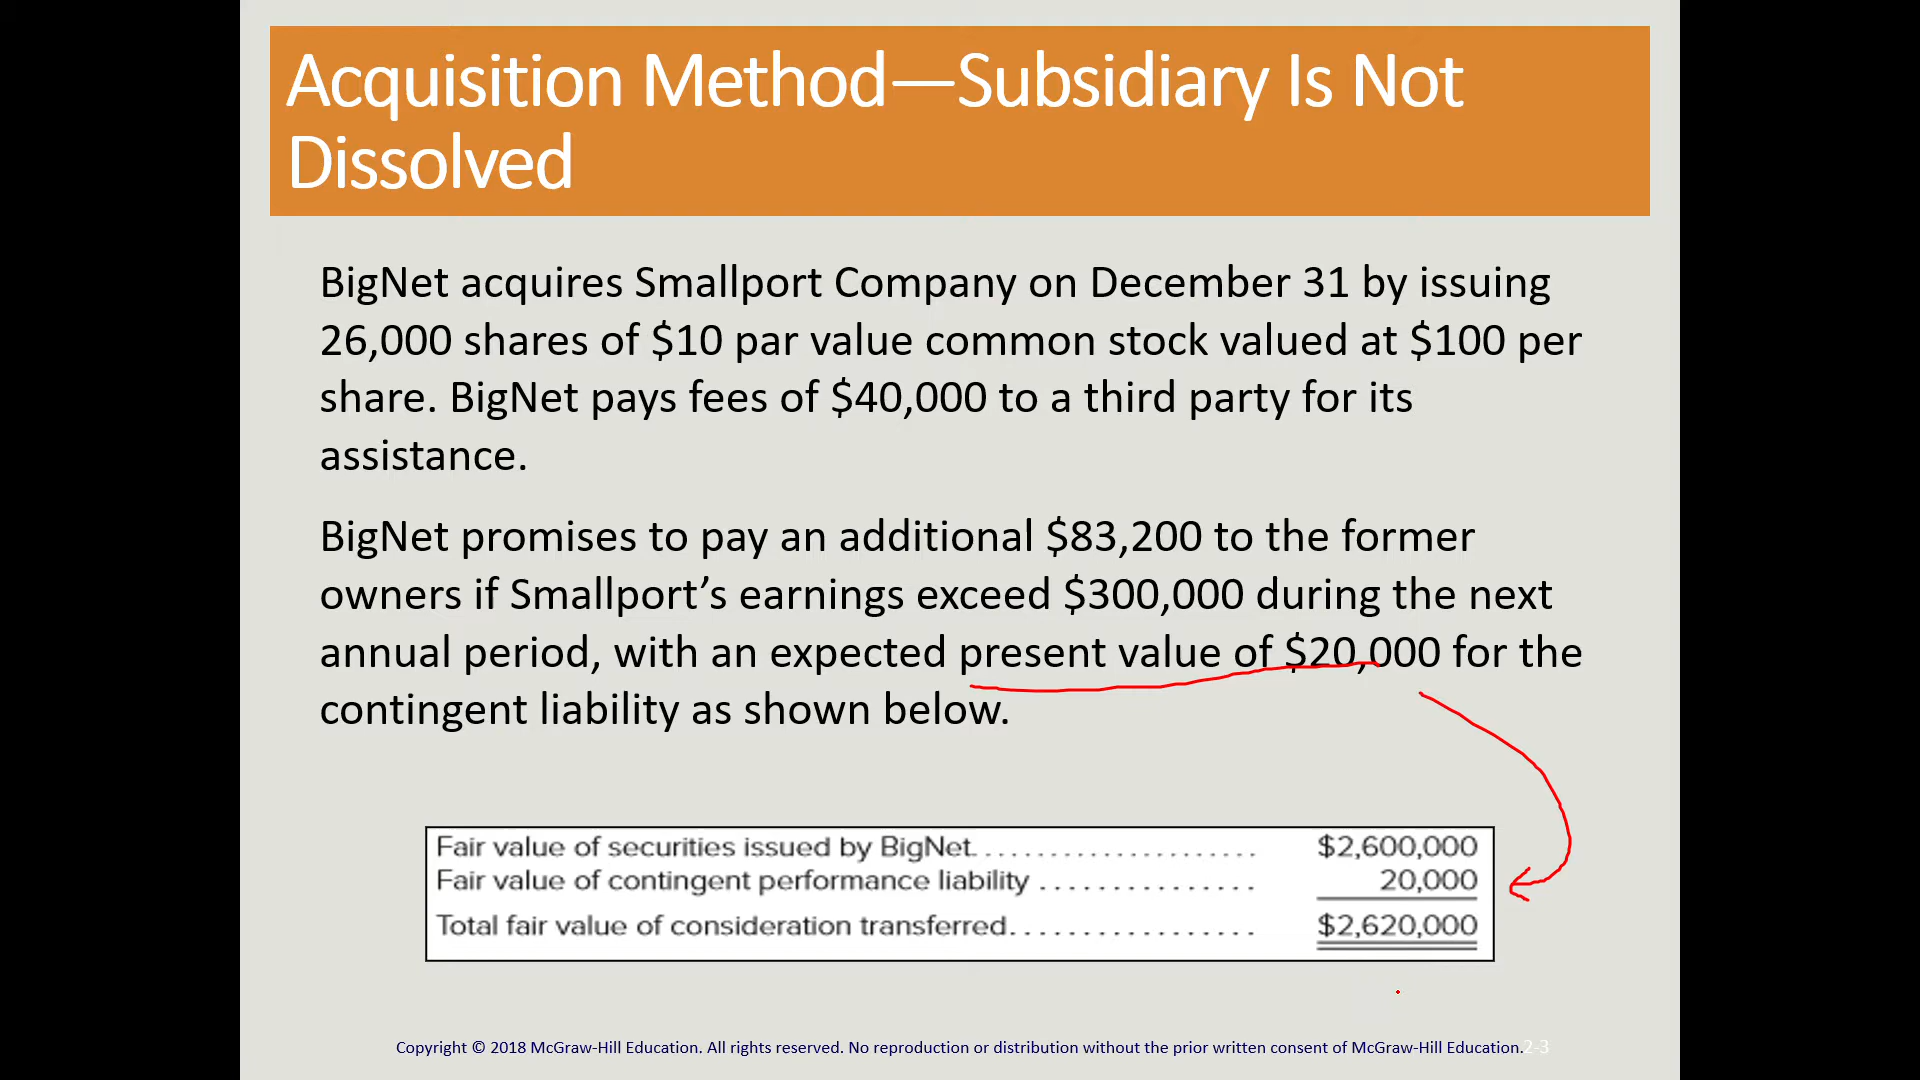 Acquisition Method—Subsidiary Is Not
Dissolved
BigNet acquires Smallport Company on December 31 by issuing
26,000 shares of $10 par value common stock valued at $100 per
share. BigNet pays fees of $40,000 to a third party for its
assistance.
BigNet promises to pay an additional $83,200 to the former
owners if Smallport’s earnings exceed $300,000 during the next
annual period, with an expected present value of $20,000 for the
contingent liability as shown below.
Fair value of securities issued by BigNet. . . . . . . . . . . . . . . . . . . . . . $2,600,000
Fair value of contingent performance liability . . . . . . . . . . . . . . . . 20,000
Total fair value of consideration transferred. . . . . . . . . . . . . . . . . . $2,620,000
Copyright © 2018 McGraw-Hill Education. All rights reserved. No reproduction or distribution without the prior written consent of McGraw-Hill Education. 2-3